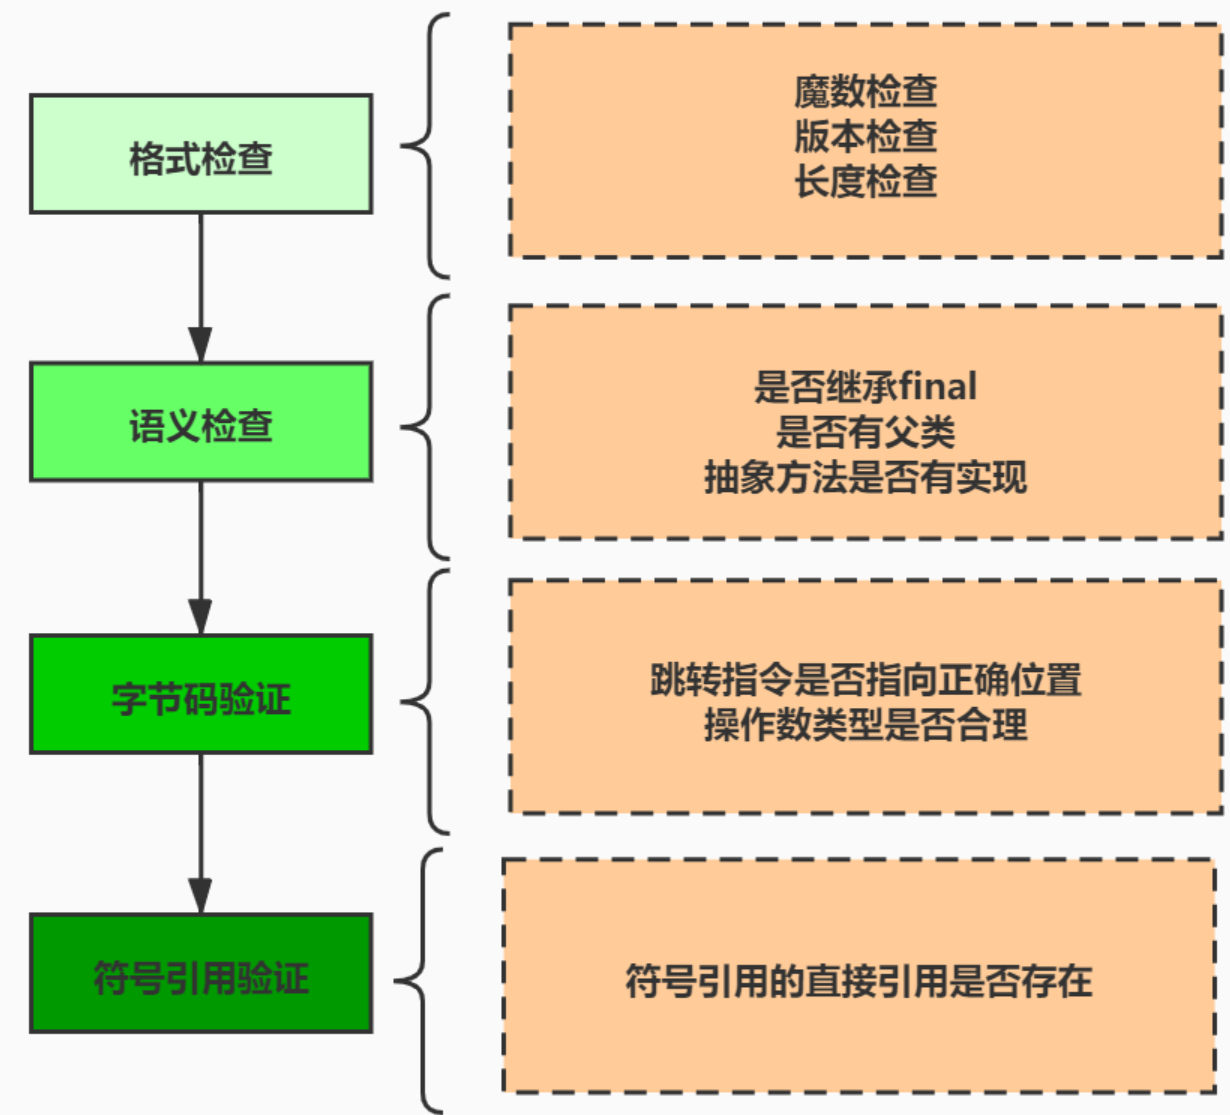 格式检查
魔数检查
版本检查
长度检查
语义检查
是否继承final
是否有父类
抽象方法是否有实现
字节码验证
跳转指令是否指向正确位置
操作数类型是否合理
符号引用验证
符号引用的直接引用是否存在